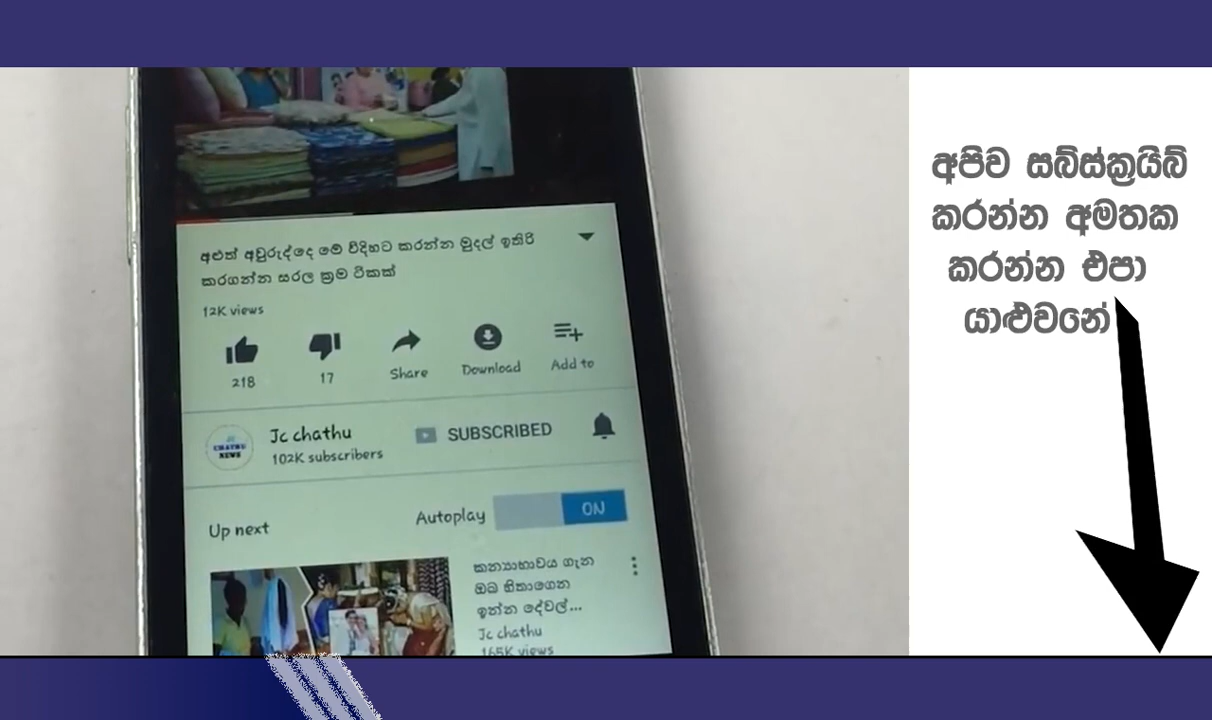 අළුත් අවුරුද්දෙ මේ විදිහට කරන්න මුදල් ඉතිරි
කරගන්න සරල ක්‍රම ටිකක්
12K views
218
17
Share
Download
Add to
Jc chathu
102K subscribers
SUBSCRIBED
CHATHU
NEWS
Up next
Autoplay
ON
කන්‍යාභාවය ගැන
ඔබ හිතාගෙන
ඉන්න දේවල්...
Jc chathu
165K views
අපිව සබ්ස්ක්‍රයිබ්
කරන්න අමතක
කරන්න එපා
යාළුවනේ